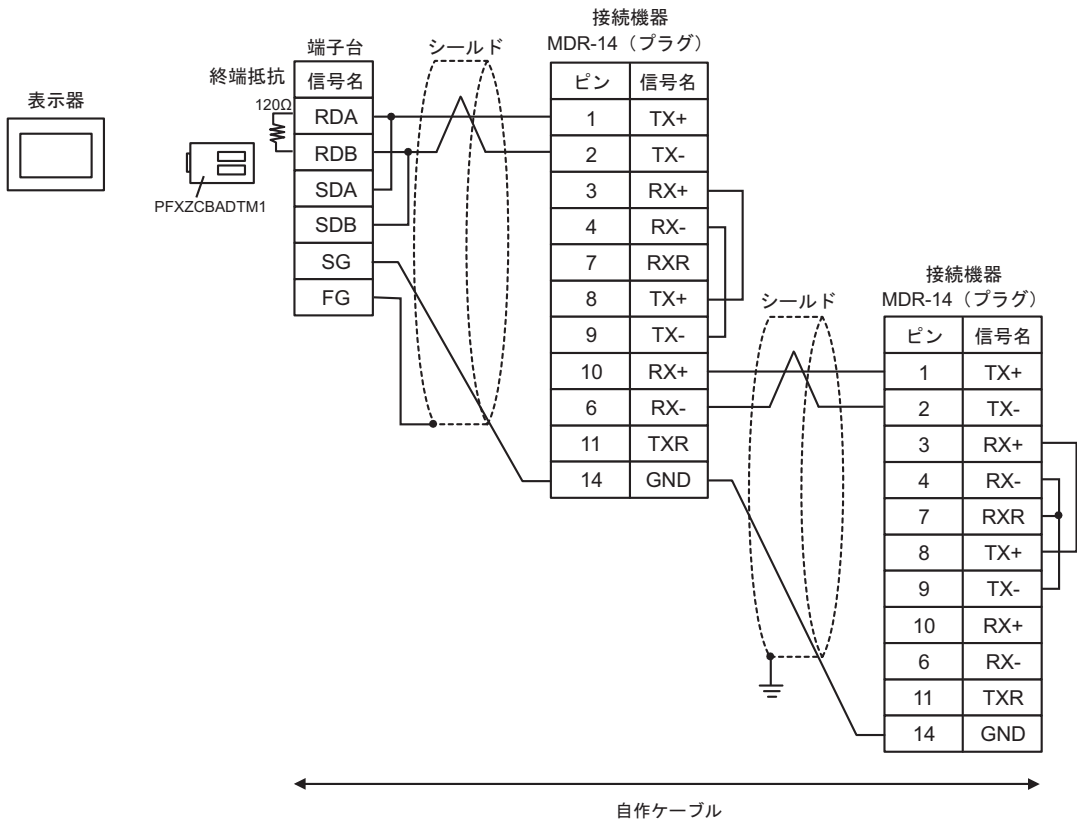 表示器
PFXZCBADTM1
終端抵抗
120Ω
端子台
信号名
RDA
RDB
SDA
SDB
SG
FG
シールド
接続機器
MDR-14（プラグ）
ピン 信号名
1 TX+
2 TX-
3 RX+
4 RX-
7 RXR
8 TX+
9 TX-
10 RX+
6 RX-
11 TXR
14 GND
シールド
接続機器
MDR-14（プラグ）
ピン 信号名
1 TX+
2 TX-
3 RX+
4 RX-
7 RXR
8 TX+
9 TX-
10 RX+
6 RX-
11 TXR
14 GND
自作ケーブル